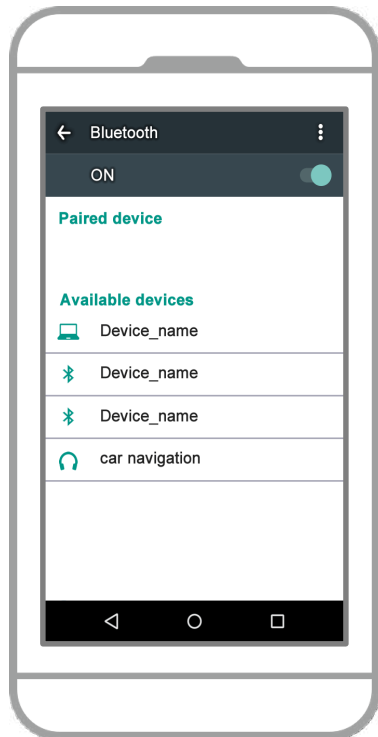 Bluetooth
ON
Paired device
Available devices
Device_name
Device_name
Device_name
car navigation